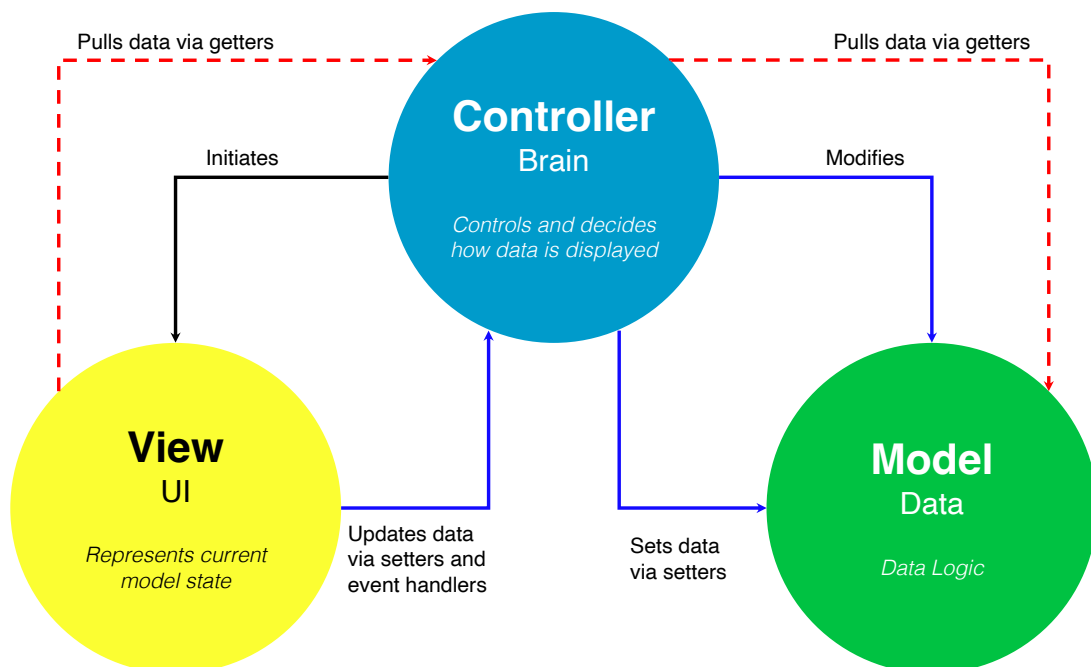 Pulls data via getters
Pulls data via getters
Controller
Brain
Initiates
Modifies
Controls and decides
how data is displayed
View
UI
Represents current
model state
Updates data
via setters and
event handlers
Sets data
via setters
Model
Data
Data Logic